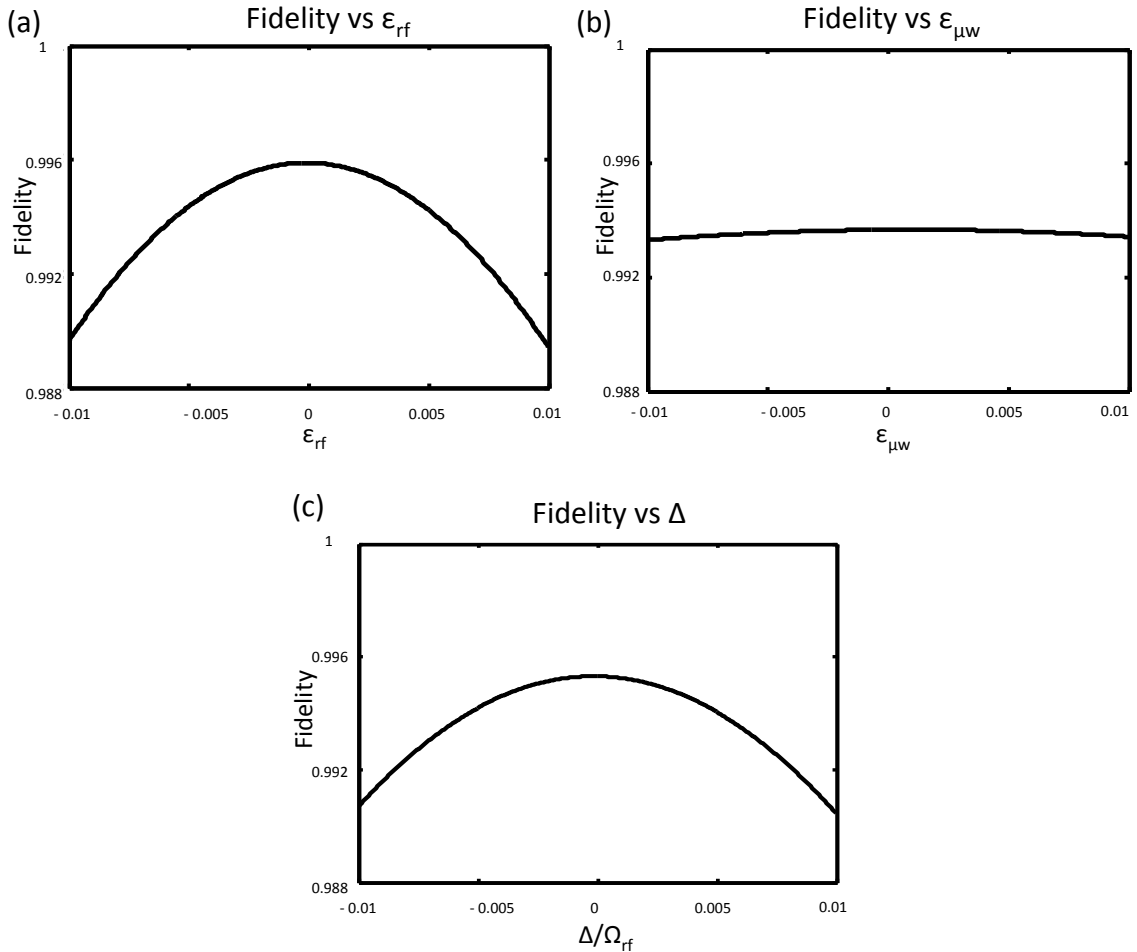 (a)
Fidelity vs ε_rf
1
0.996
0.992
0.988
Fidelity
- 0.01
- 0.005
0
0.005
0.01
ε_rf
(b)
Fidelity vs ε_μw
1
0.996
0.992
0.988
Fidelity
- 0.01
- 0.005
0
0.005
0.01
ε_μw
(c)
Fidelity vs Δ
1
0.996
0.992
0.988
Fidelity
- 0.01
- 0.005
0
0.005
0.01
Δ/Ω_rf